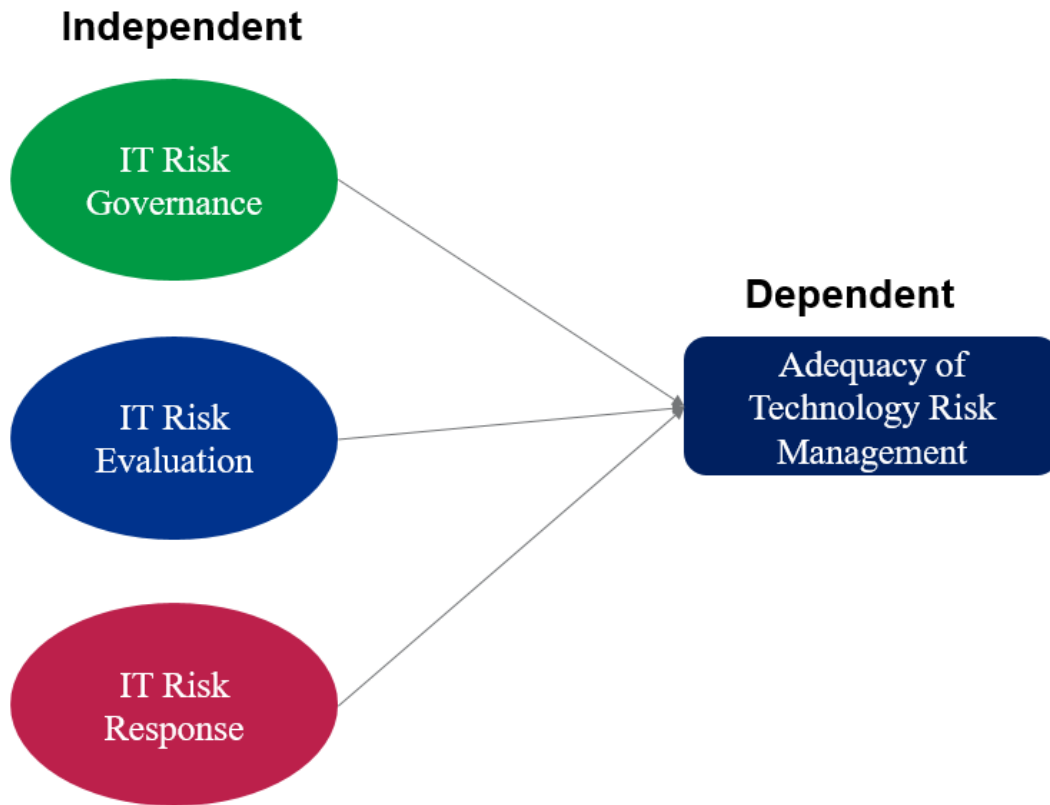 Independent
IT Risk
Governance
Dependent
Adequacy of
Technology Risk
Management
IT Risk
Evaluation
IT Risk
Response